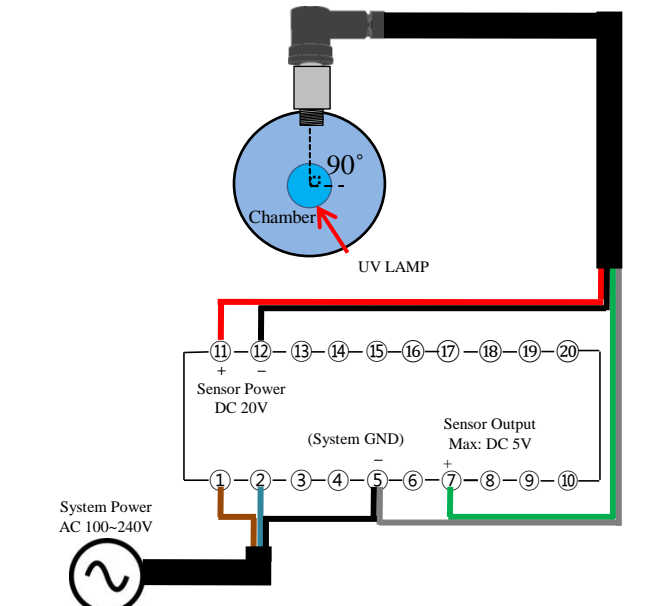 90°
Chamber
UV LAMP
⑪ ⑫ ⑬ ⑭ ⑮ ⑯ ⑰ ⑱ ⑲ ⑳
+ −
Sensor Power
DC 20V
Sensor Output
Max: DC 5V
(System GND)
− +
① ② ③ ④ ⑤ ⑥ ⑦ ⑧ ⑨ ⑩
System Power
AC 100~240V